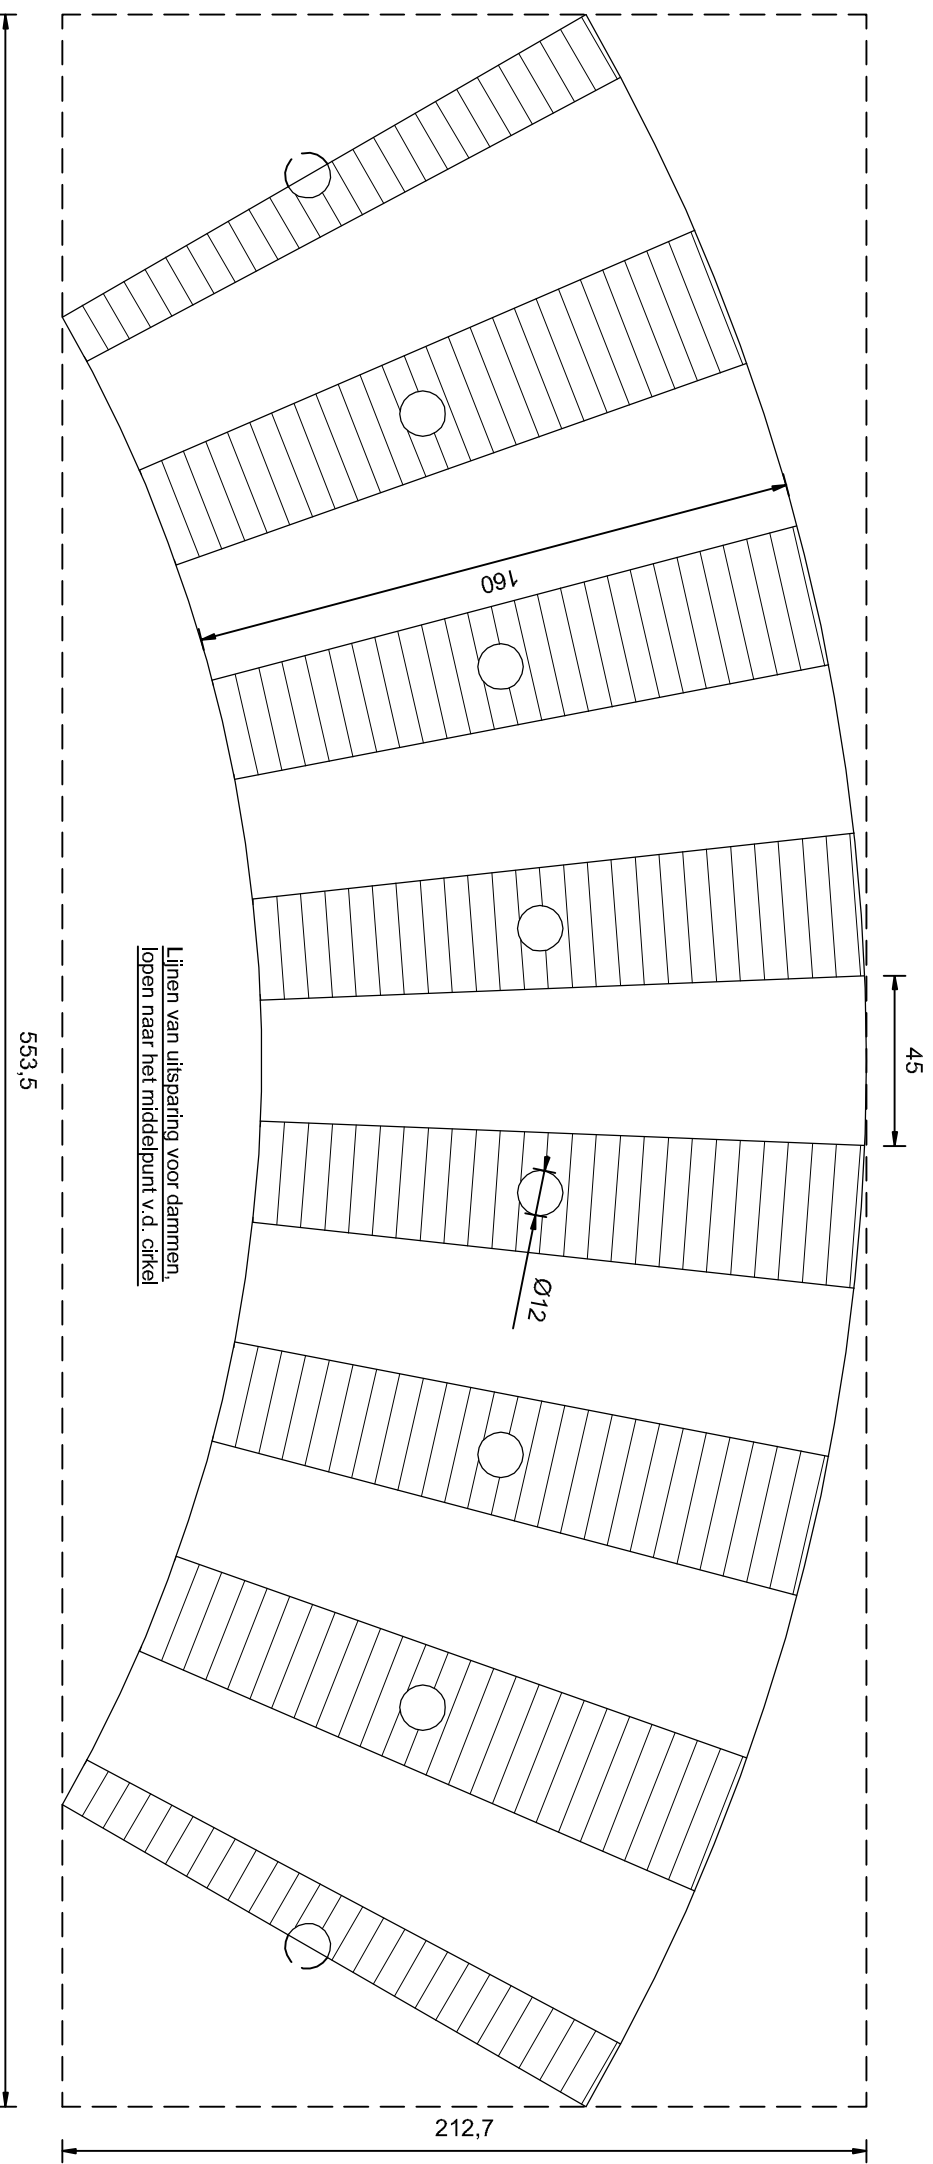 45
160
Ø12
Lijnen van uitsparing voor dammen,
lopen naar het middelpunt v.d. cirkel
553,5
212,7